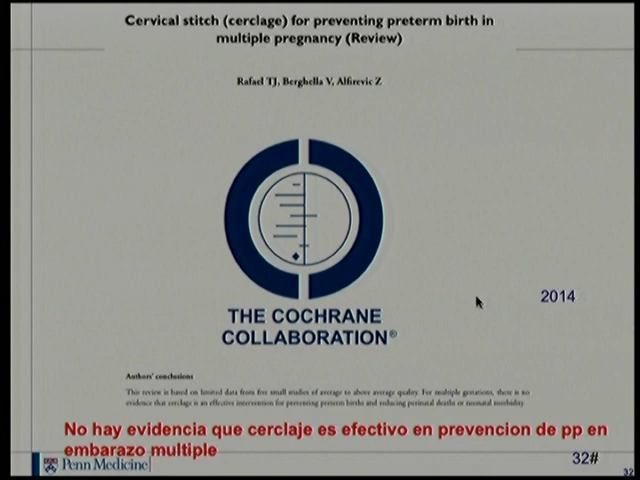 Cervical stitch (cerclage) for preventing preterm birth in
multiple pregnancy (Review)
Rafael TJ, Berghella V, Alfirevic Z
2014
THE COCHRANE
COLLABORATION®
Authors' conclusions
This review is based on limited data from five small studies of average to above average quality. For multiple gestations, there is no
evidence that cerclage is an effective intervention for preventing preterm births and reducing perinatal deaths or neonatal morbidity.
No hay evidencia que cerclaje es efectivo en prevencion de pp en
embarazo multiple
Penn Medicine
32#
32